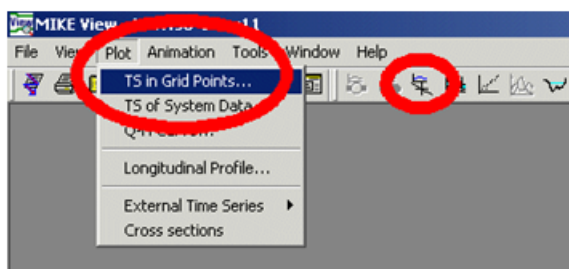 MIKE View
File View Plot Animation Tools Window Help
TS in Grid Points...
TS of System Data
Longitudinal Profile...
External Time Series
Cross sections